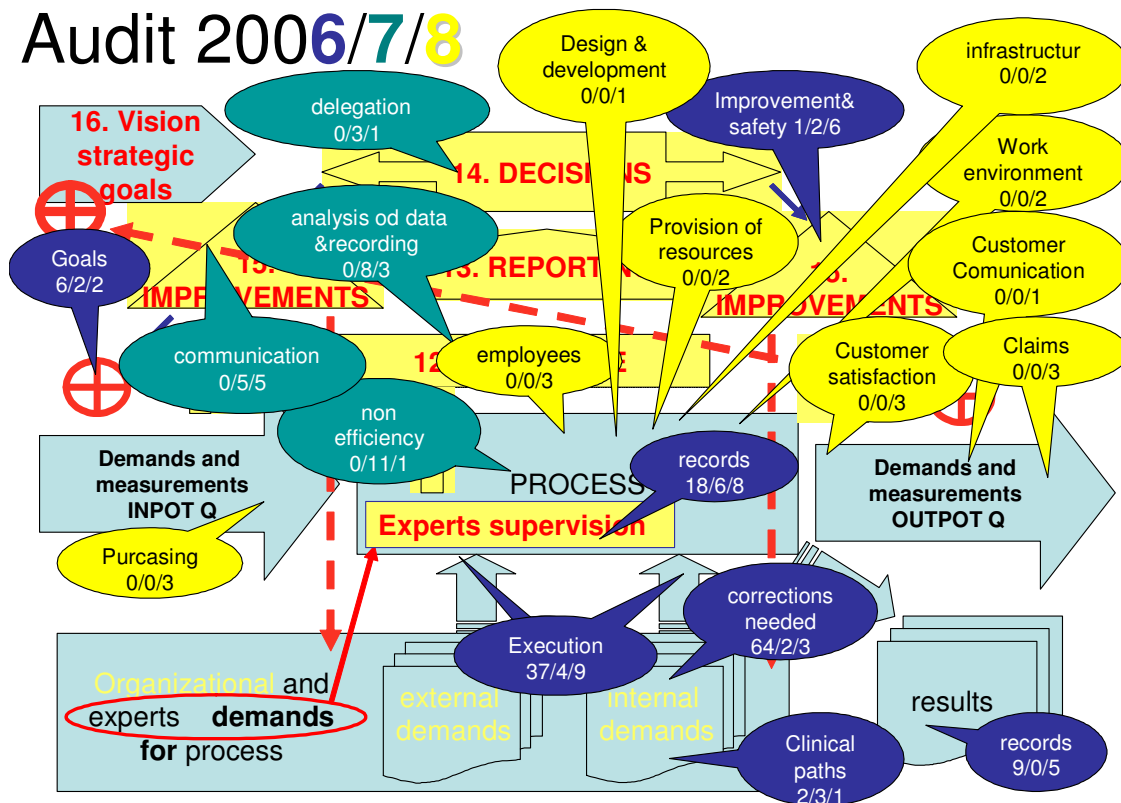 Audit 2006/7/8
Design &
development
0/0/1
infrastructur
0/0/2
delegation
0/3/1
Improvement&
safety 1/2/6
16. Vision
strategic
goals
14. DECISIONS
Work
environment
0/0/2
analysis od data
&recording
0/8/3
Provision of
resources
0/0/2
Goals
6/2/2
Customer
Comunication
0/0/1
15.
IMPROVEMENTS
13. REPORTIN
15.
IMPROVEMENTS
communication
0/5/5
12.
E
employees
0/0/3
Customer
satisfaction
0/0/3
Claims
0/0/3
non
efficiency
0/11/1
Demands and
measurements
INPOT Q
PROCESS
records
18/6/8
Demands and
measurements
OUTPOT Q
Experts supervision
Purcasing
0/0/3
corrections
needed
64/2/3
Execution
37/4/9
Organizational and
experts demands
for process
external
demands
internal
demands
results
Clinical
paths
2/3/1
records
9/0/5